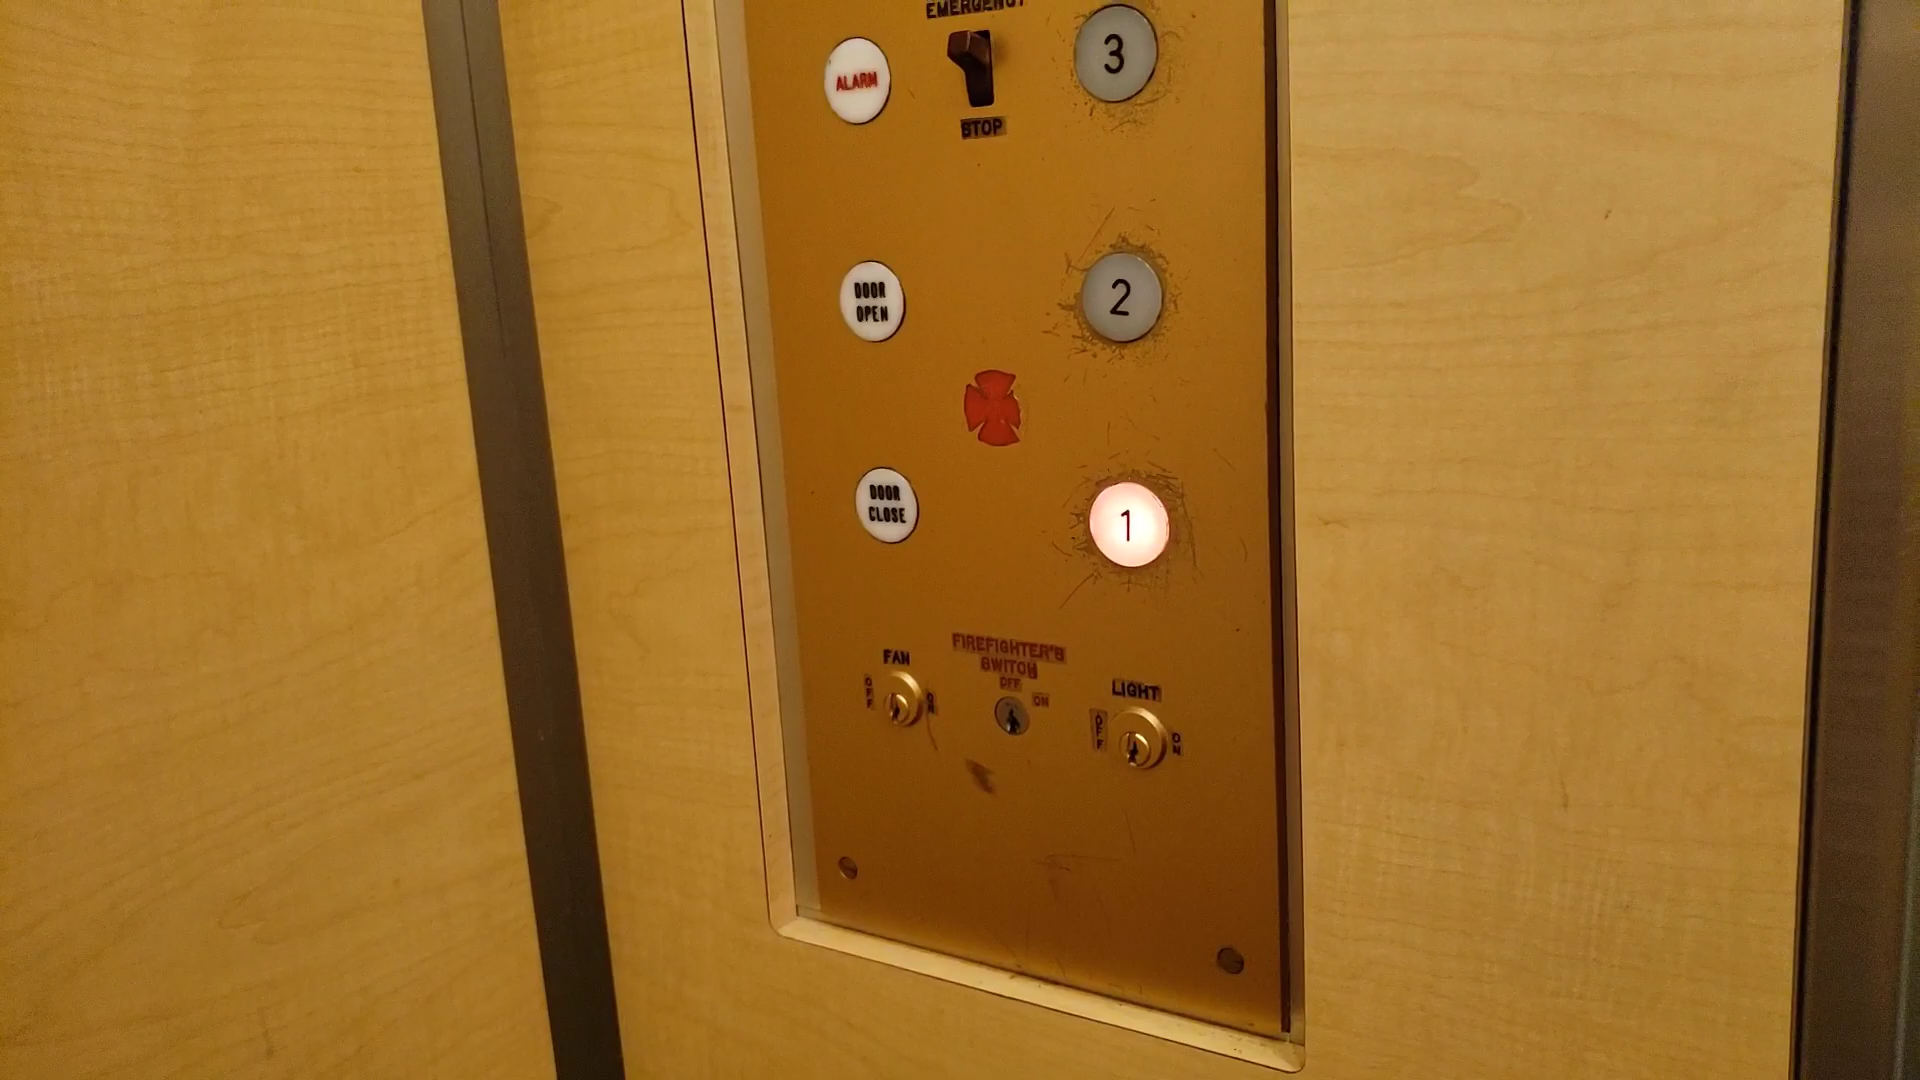 EMERGENCY
ALARM
STOP
3
DOOR
OPEN
2
DOOR
CLOSE
1
FIREFIGHTER'S
SWITCH
OFF
ON
FAN
OFF
ON
LIGHT
OFF
ON